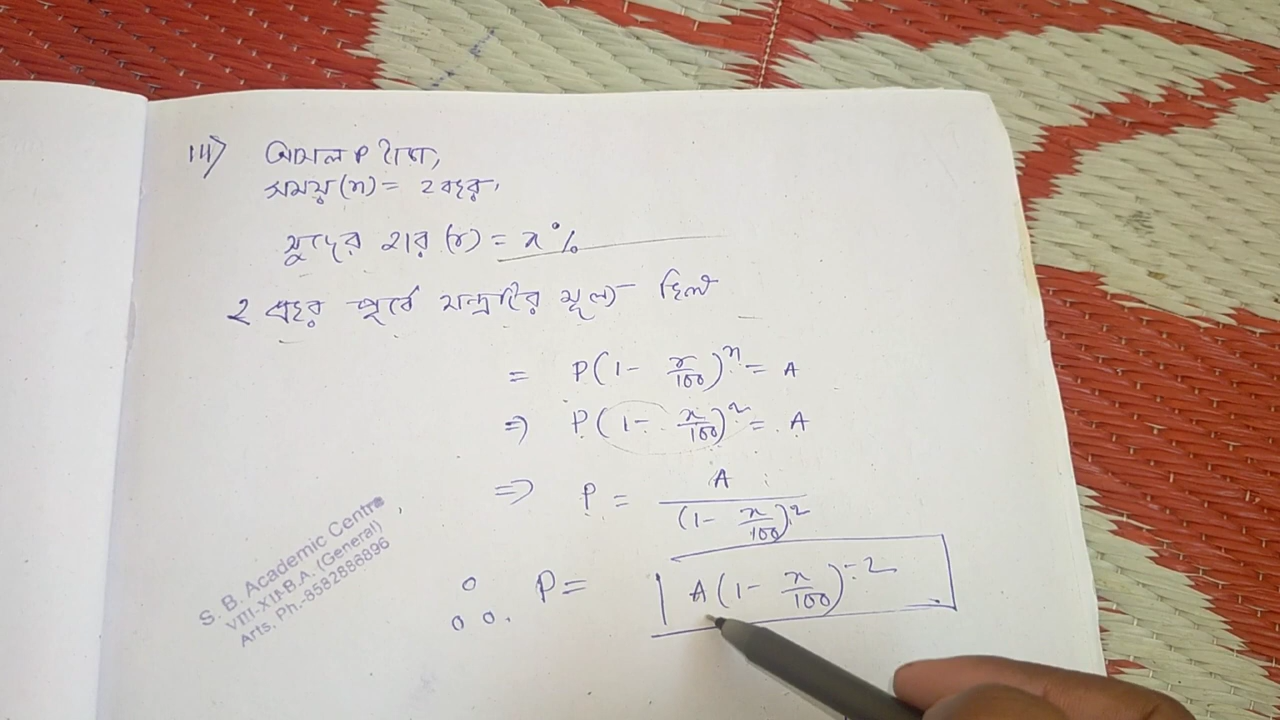 14) আসল P টাকা,
সময়(n) = 2 বছর,
সুদের হার (r) = x%
2 বছর পূর্বে যন্ত্রটির মূল্য ছিল
= P(1 - r/100)^n = A
⇒ P(1 - x/100)^2 = A
⇒ P = A/(1 - x/100)^2
∴ P = A(1 - x/100)^-2
S. B. Academic Centre
VIII-XII-B.A. (General)
Arts. Ph.-8582886896